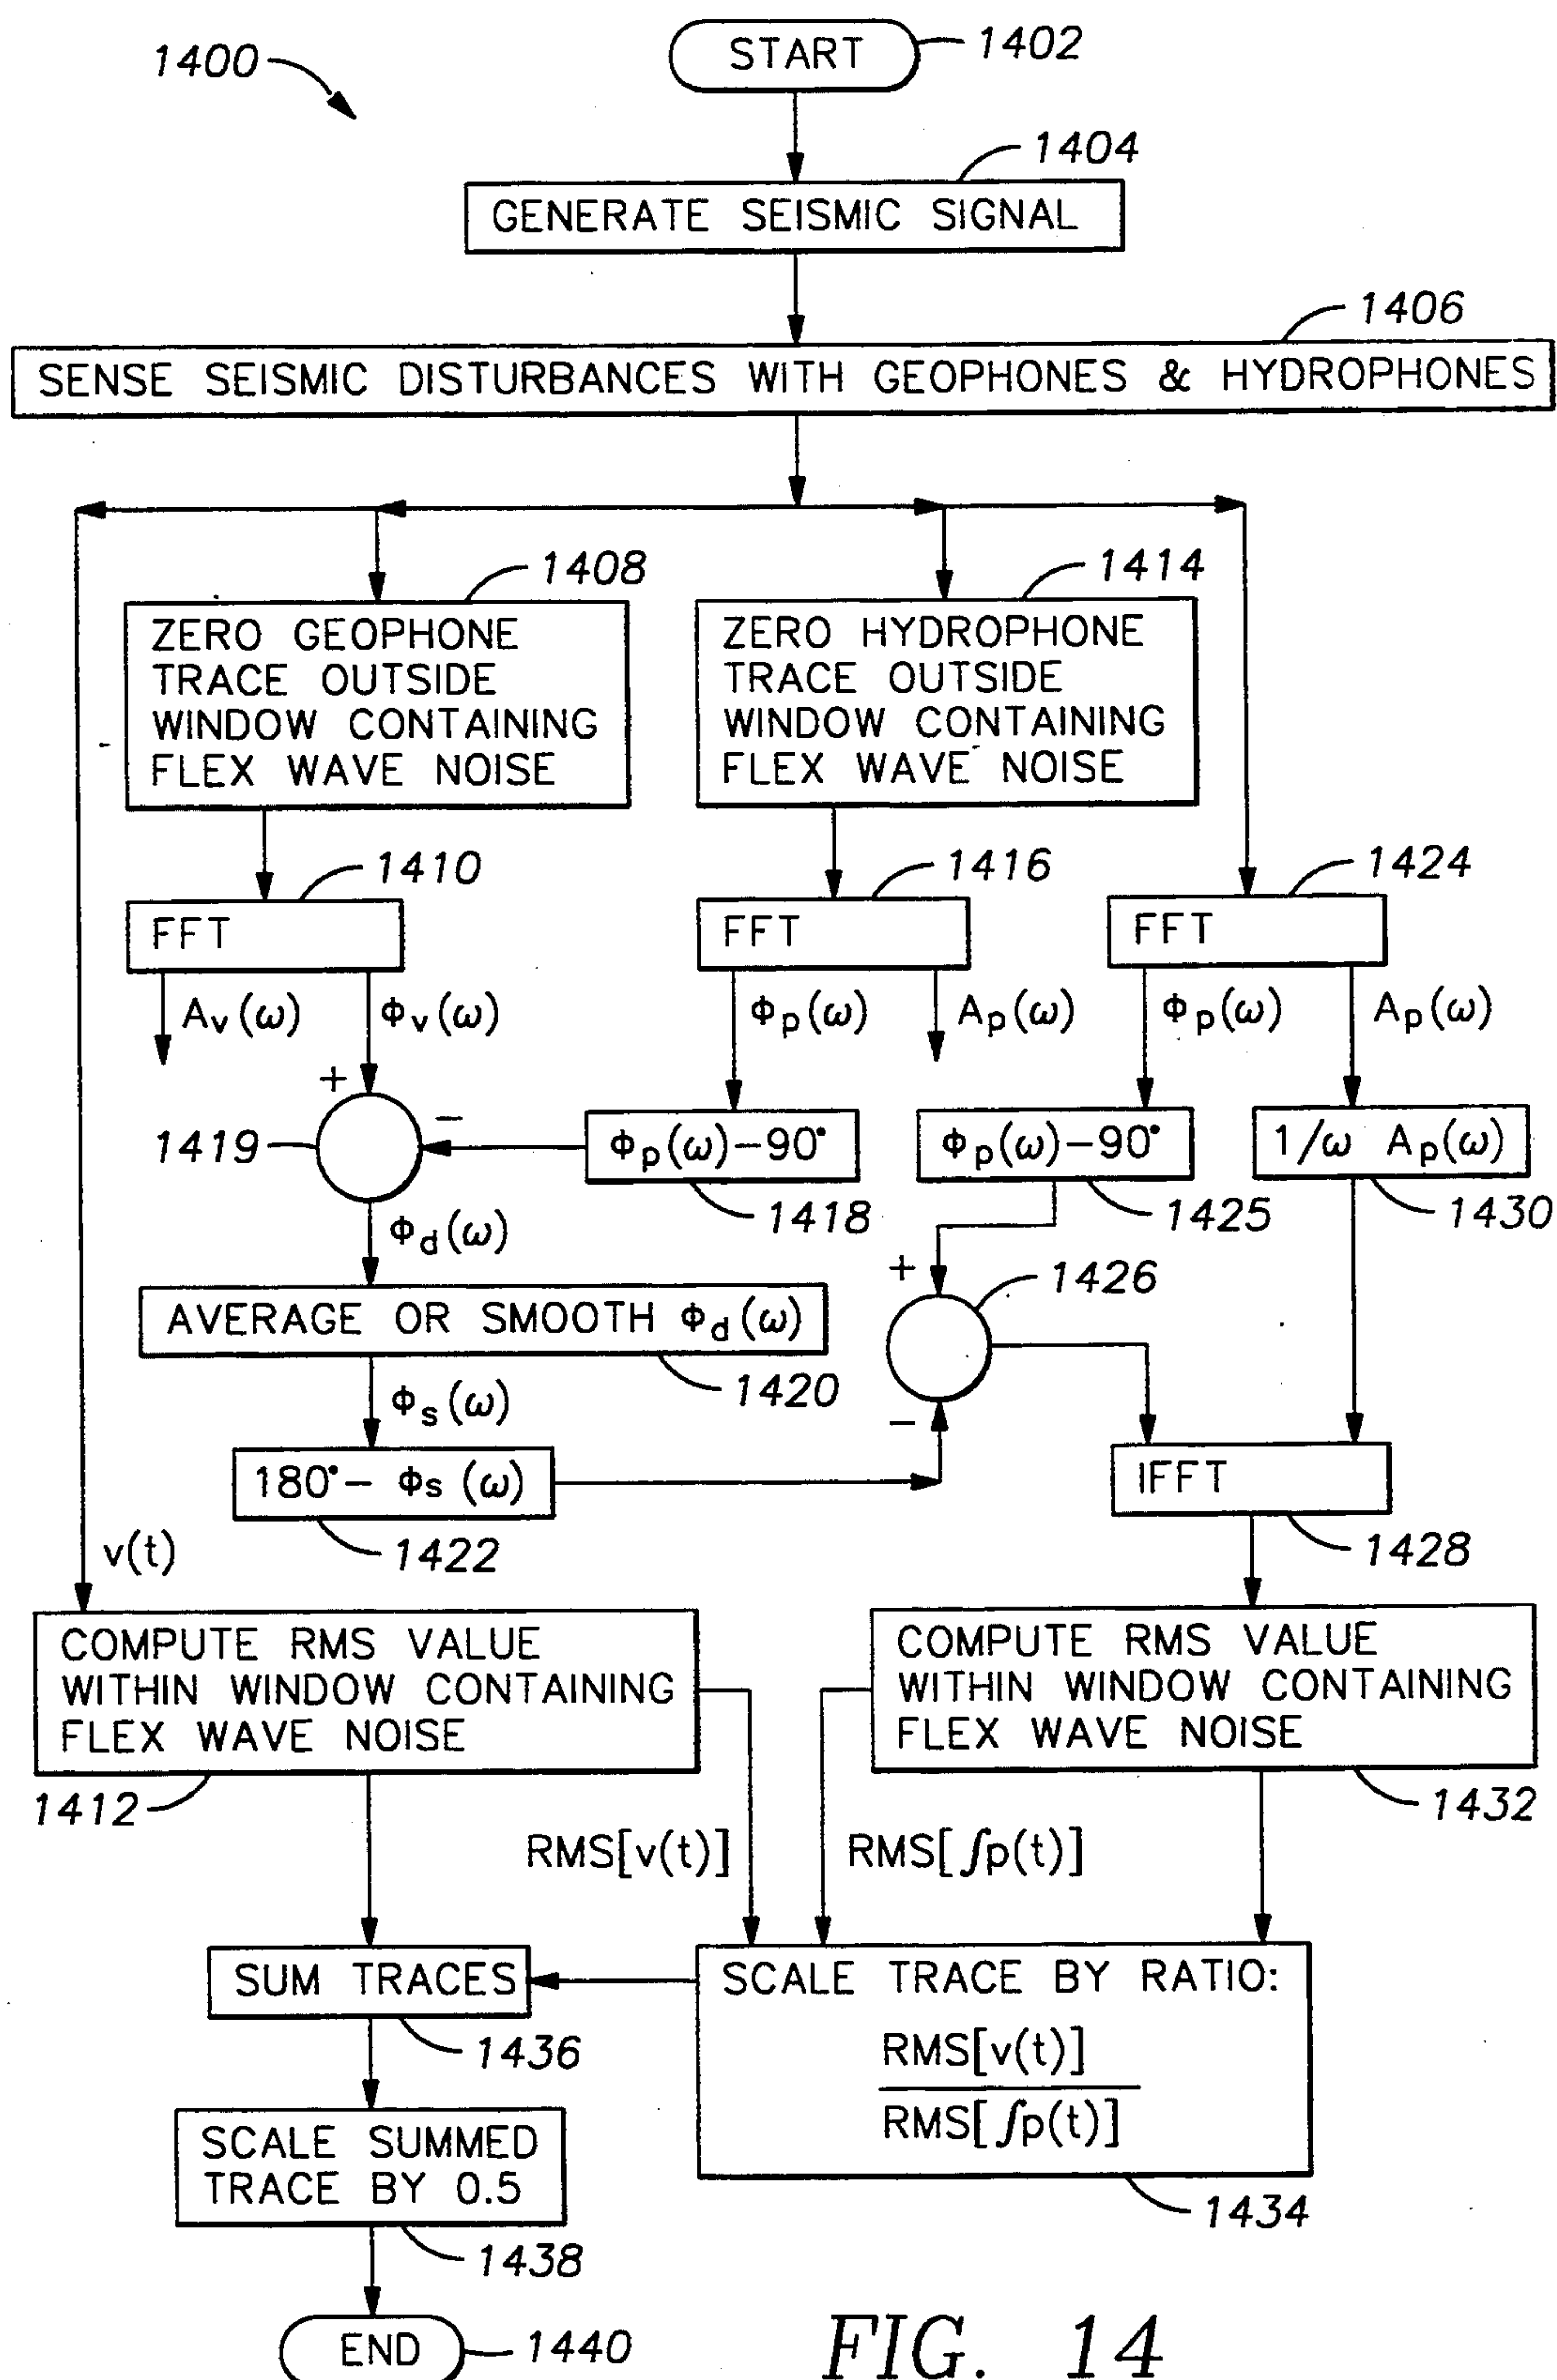 1400
START
1402
1404
GENERATE SEISMIC SIGNAL
1406
SENSE SEISMIC DISTURBANCES WITH GEOPHONES & HYDROPHONES
1408
ZERO GEOPHONE
TRACE OUTSIDE
WINDOW CONTAINING
FLEX WAVE NOISE
1414
ZERO HYDROPHONE
TRACE OUTSIDE
WINDOW CONTAINING
FLEX WAVE NOISE
1410
FFT
1416
FFT
1424
FFT
Av(ω)
Φv(ω)
Φp(ω)
Ap(ω)
Φp(ω)
Ap(ω)
+
−
1419
Φp(ω)−90°
1418
Φp(ω)−90°
1425
1/ω Ap(ω)
1430
Φd(ω)
+
1426
AVERAGE OR SMOOTH Φd(ω)
1420
Φs(ω)
−
180°− Φs(ω)
1422
IFFT
1428
v(t)
COMPUTE RMS VALUE
WITHIN WINDOW CONTAINING
FLEX WAVE NOISE
1412
COMPUTE RMS VALUE
WITHIN WINDOW CONTAINING
FLEX WAVE NOISE
1432
RMS[v(t)]
RMS[∫p(t)]
SUM TRACES
1436
SCALE TRACE BY RATIO:
RMS[v(t)]
RMS[∫p(t)]
1434
SCALE SUMMED
TRACE BY 0.5
1438
END
1440
FIG. 14